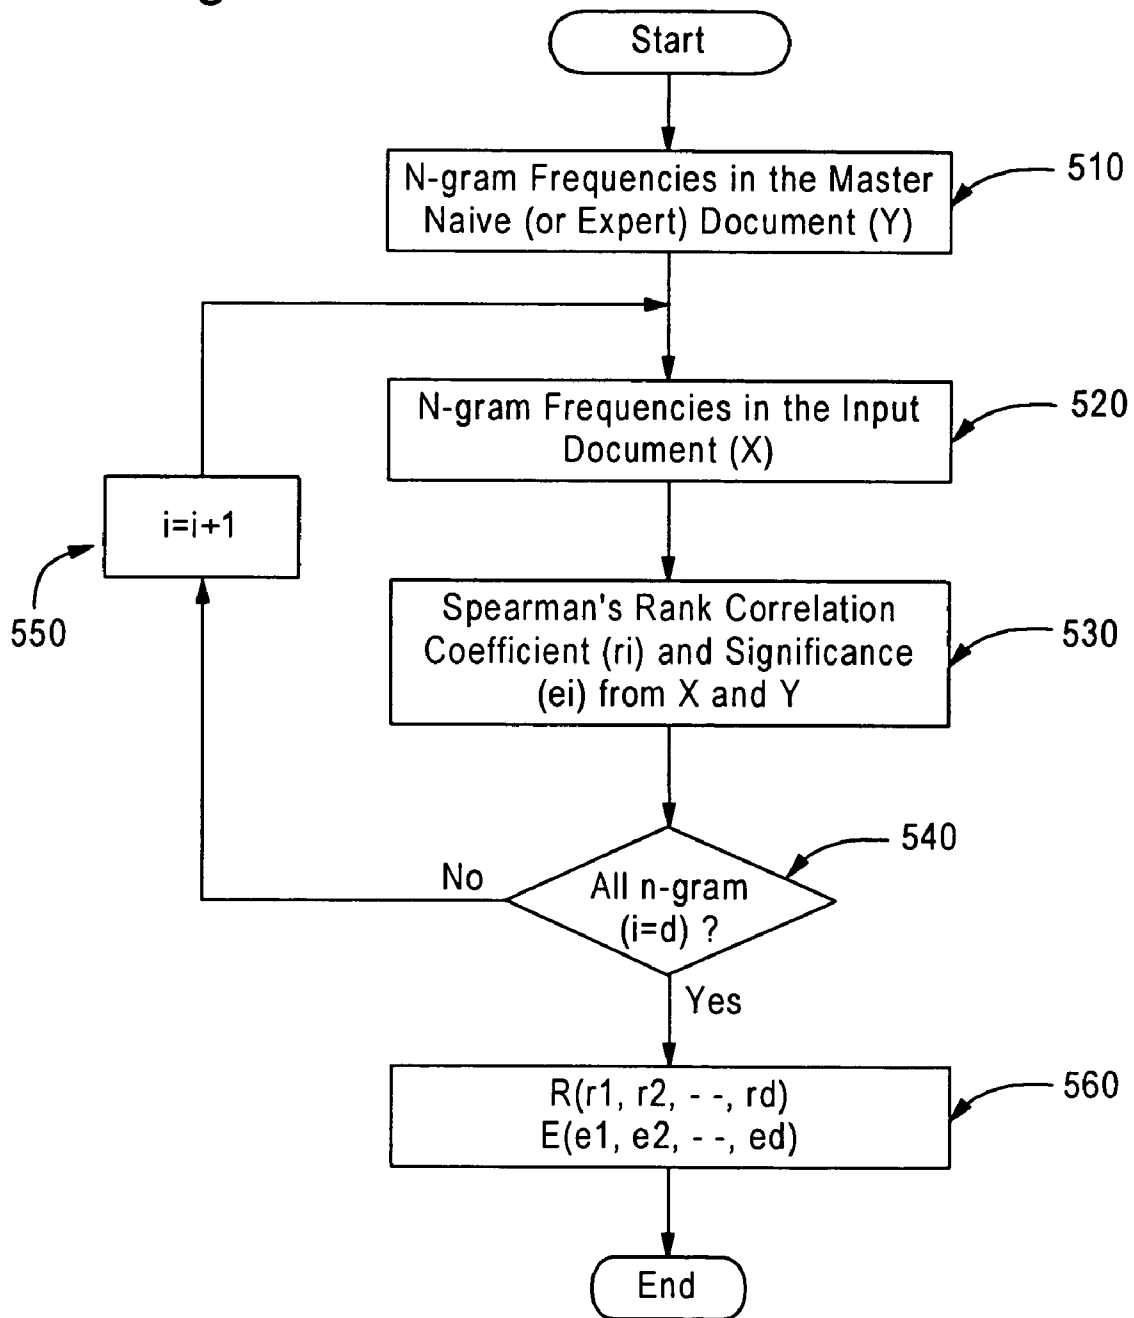 Start
N-gram Frequencies in the Master
Naive (or Expert) Document (Y)
510
N-gram Frequencies in the Input
Document (X)
520
i=i+1
550
Spearman's Rank Correlation
Coefficient (ri) and Significance
(ei) from X and Y
530
540
No
All n-gram
(i=d) ?
Yes
R(r1, r2, - -, rd)
E(e1, e2, - -, ed)
560
End